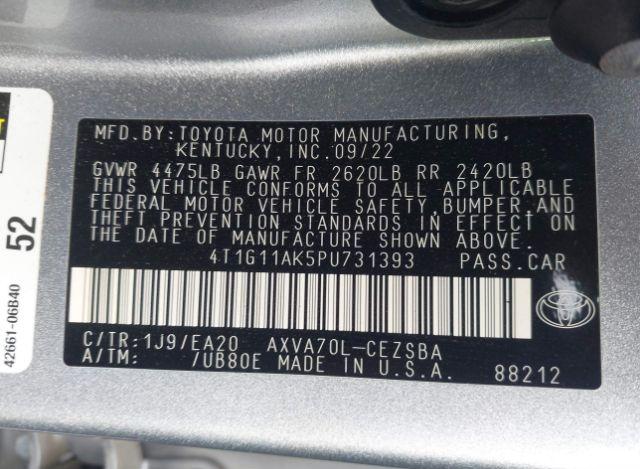 MFD.BY:TOYOTA MOTOR MANUFACTURING,
KENTUCKY,INC.09/22
GVWR 4475LB GAWR FR 2620LB RR 2420LB
THIS VEHICLE CONFORMS TO ALL APPLICABLE
FEDERAL MOTOR VEHICLE SAFETY,BUMPER,AND
THEFT PREVENTION STANDARDS IN EFFECT ON
THE DATE OF MANUFACTURE SHOWN ABOVE.
4T1G11AK5PU731393 PASS.CAR
C/TR:1J9/EA20 AXVA70L-CEZSBA
A/TM: /UB80E MADE IN U.S.A.
88212
52
42661-06B40